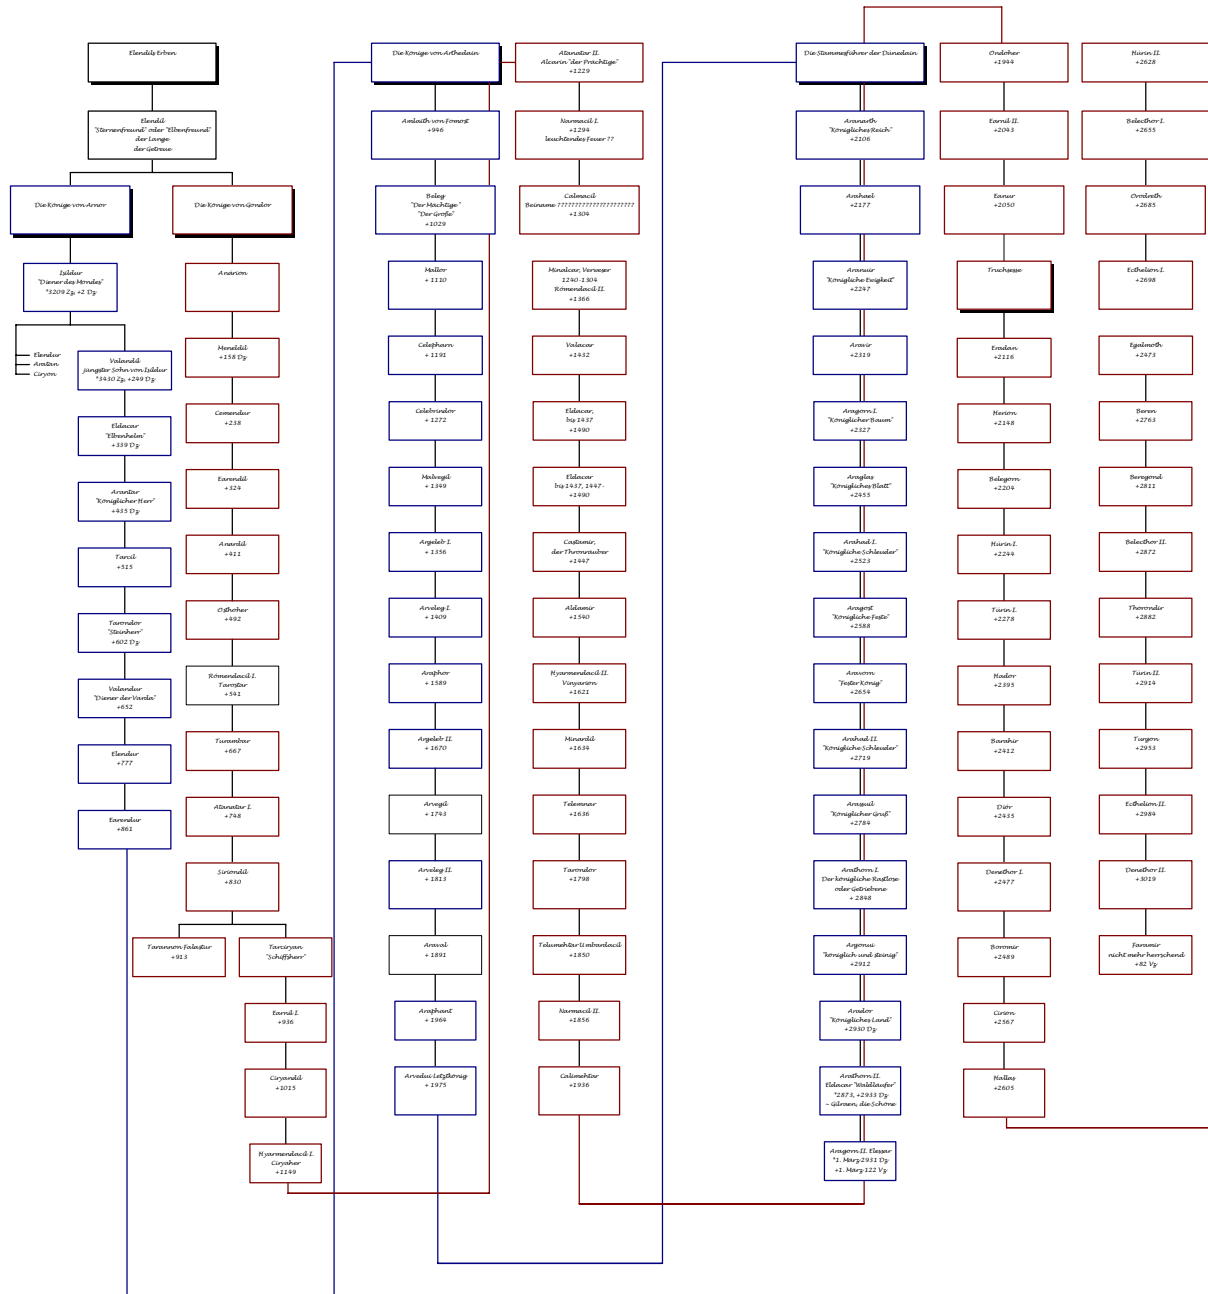 Elendils Erben
Elendil
"Sternenfreund" oder "Elbenfreund"
der Lange
der Getreue
Die Könige von Arnor
Isildur
"Diener des Mondes"
*3209 Zz, +2 Dz
Elendur
Aratan
Ciryon
Valandil
jüngster Sohn von Isildur
*3430 Zz, +249 Dz
Eldacar
"Elbenhelm"
+339 Dz
Arantar
"Königlicher Herr"
+435 Dz
Tarcil
+515
Tarondor
"Steinherr"
+602 Dz
Valandur
"Diener der Varda"
+652
Elendur
+777
Earendur
+861
Die Könige von Gondor
Anárion
Meneldil
+158 Dz
Cemendur
+238
Earendil
+324
Anardil
+411
Osthoher
+492
Rómendacil I.
Tarostar
+541
Turambar
+667
Atanatar I.
+748
Siriondil
+830
Tarannon Falastur
+913
Tarciryan
"Schiffsherr"
Earnil I.
+936
Ciryandil
+1015
Hyarmendacil I.
Ciryaher
+1149
Die Könige von Arthedain
Amlaith von Fornost
+946
Beleg
"Der Mächtige"
"Der Große"
+1029
Mallor
+ 1110
Celepharn
+ 1191
Celebrindor
+ 1272
Malvegil
+ 1349
Argeleb I.
+ 1356
Arveleg I.
+ 1409
Araphor
+ 1589
Argeleb II.
+ 1670
Arvegil
+ 1743
Arveleg II.
+ 1813
Araval
+ 1891
Araphant
+ 1964
Arvedui Letztkönig
+ 1975
Atanatar II.
Alcarin "der Prächtige"
+1229
Narmacil I.
+1294
leuchtendes Feuer ??
Calmacil
Beiname ??????????????????????
+1304
Minalcar, Verweser
1240-1304
Rómendacil II.
+1366
Valacar
+1432
Eldacar,
bis 1437
+1490
Eldacar
bis 1437, 1447-
+1490
Castamir,
der Thronräuber
+1447
Aldamir
+1540
Hyarmendacil II.
Vinyarion
+1621
Minardil
+1634
Telemnar
+1636
Tarondor
+1798
Telumehtar Umbardacil
+1850
Narmacil II.
+1856
Calimehtar
+1936
Die Stammesführer der Dúnedain
Aranarth
"Königliches Reich"
+2106
Arahael
+2177
Aranuir
"Königliche Ewigkeit"
+2247
Aravir
+2319
Aragorn I.
"Königlicher Baum"
+2327
Araglas
"Königliches Blatt"
+2455
Arahad I.
"Königliche Schleuder"
+2523
Aragost
"Königliche Feste"
+2588
Aravorn
"Fester König"
+2654
Arahad II.
"Königliche Schleuder"
+2719
Arassuil
"Königlicher Gruß"
+2784
Arathorn I.
Der königliche Rastlose
oder Getriebene
+ 2848
Argonui
"königlich und steinig"
+2912
Arador
"Königliches Land"
+2930 Dz
Arathorn II.
Eldacar "Waldläufer"
*2873, +2933 Dz
~ Gilraen, die Schöne
Aragorn II. Elessar
*1. März 2931 Dz
+1. März 122 Vz
Ondoher
+1944
Earnil II.
+2043
Eanur
+2050
Truchsesse
Eradan
+2116
Herion
+2148
Belegorn
+2204
Húrin I.
+2244
Túrin I.
+2278
Hador
+2395
Barahir
+2412
Dior
+2435
Denethor I.
+2477
Boromir
+2489
Cirion
+2567
Hallas
+2605
Húrin II.
+2628
Belecthor I.
+2655
Orodreth
+2685
Ecthelion I.
+2698
Egalmoth
+2473
Beren
+2763
Beregond
+2811
Belecthor II.
+2872
Thorondir
+2882
Túrin II.
+2914
Turgon
+2953
Ecthelion II.
+2984
Denethor II.
+3019
Faramir
nicht mehr herrschend
+82 Vz